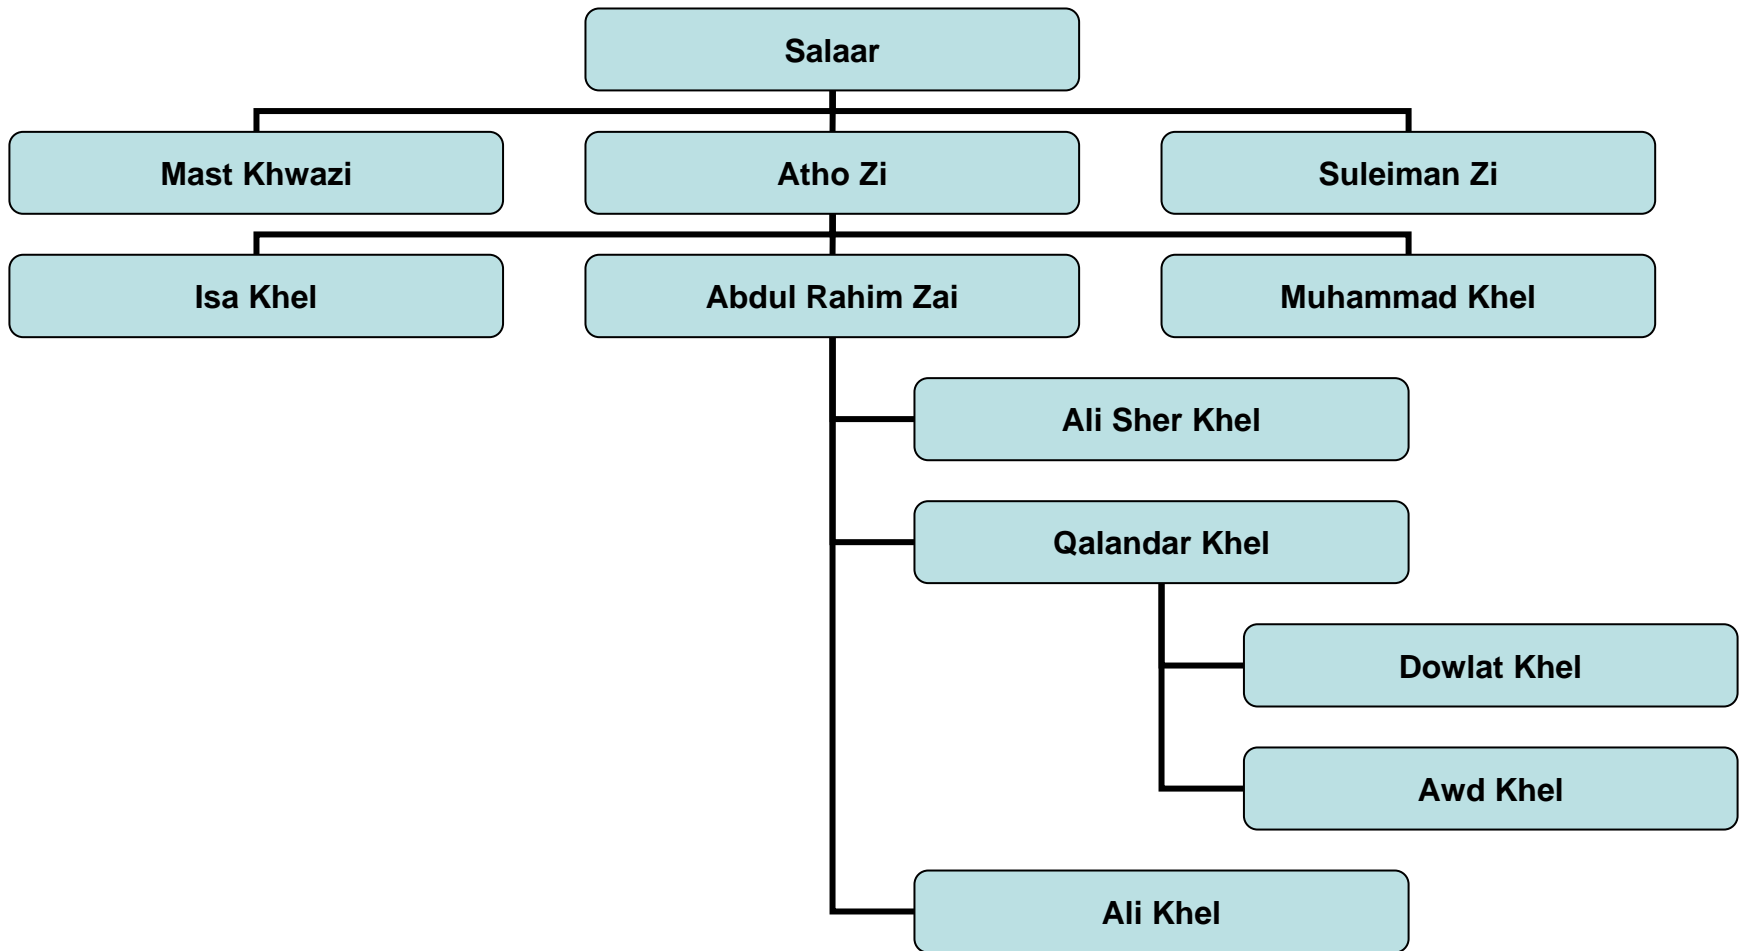 Salaar
Mast Khwazi
Atho Zi
Suleiman Zi
Isa Khel
Abdul Rahim Zai
Muhammad Khel
Ali Sher Khel
Qalandar Khel
Dowlat Khel
Awd Khel
Ali Khel